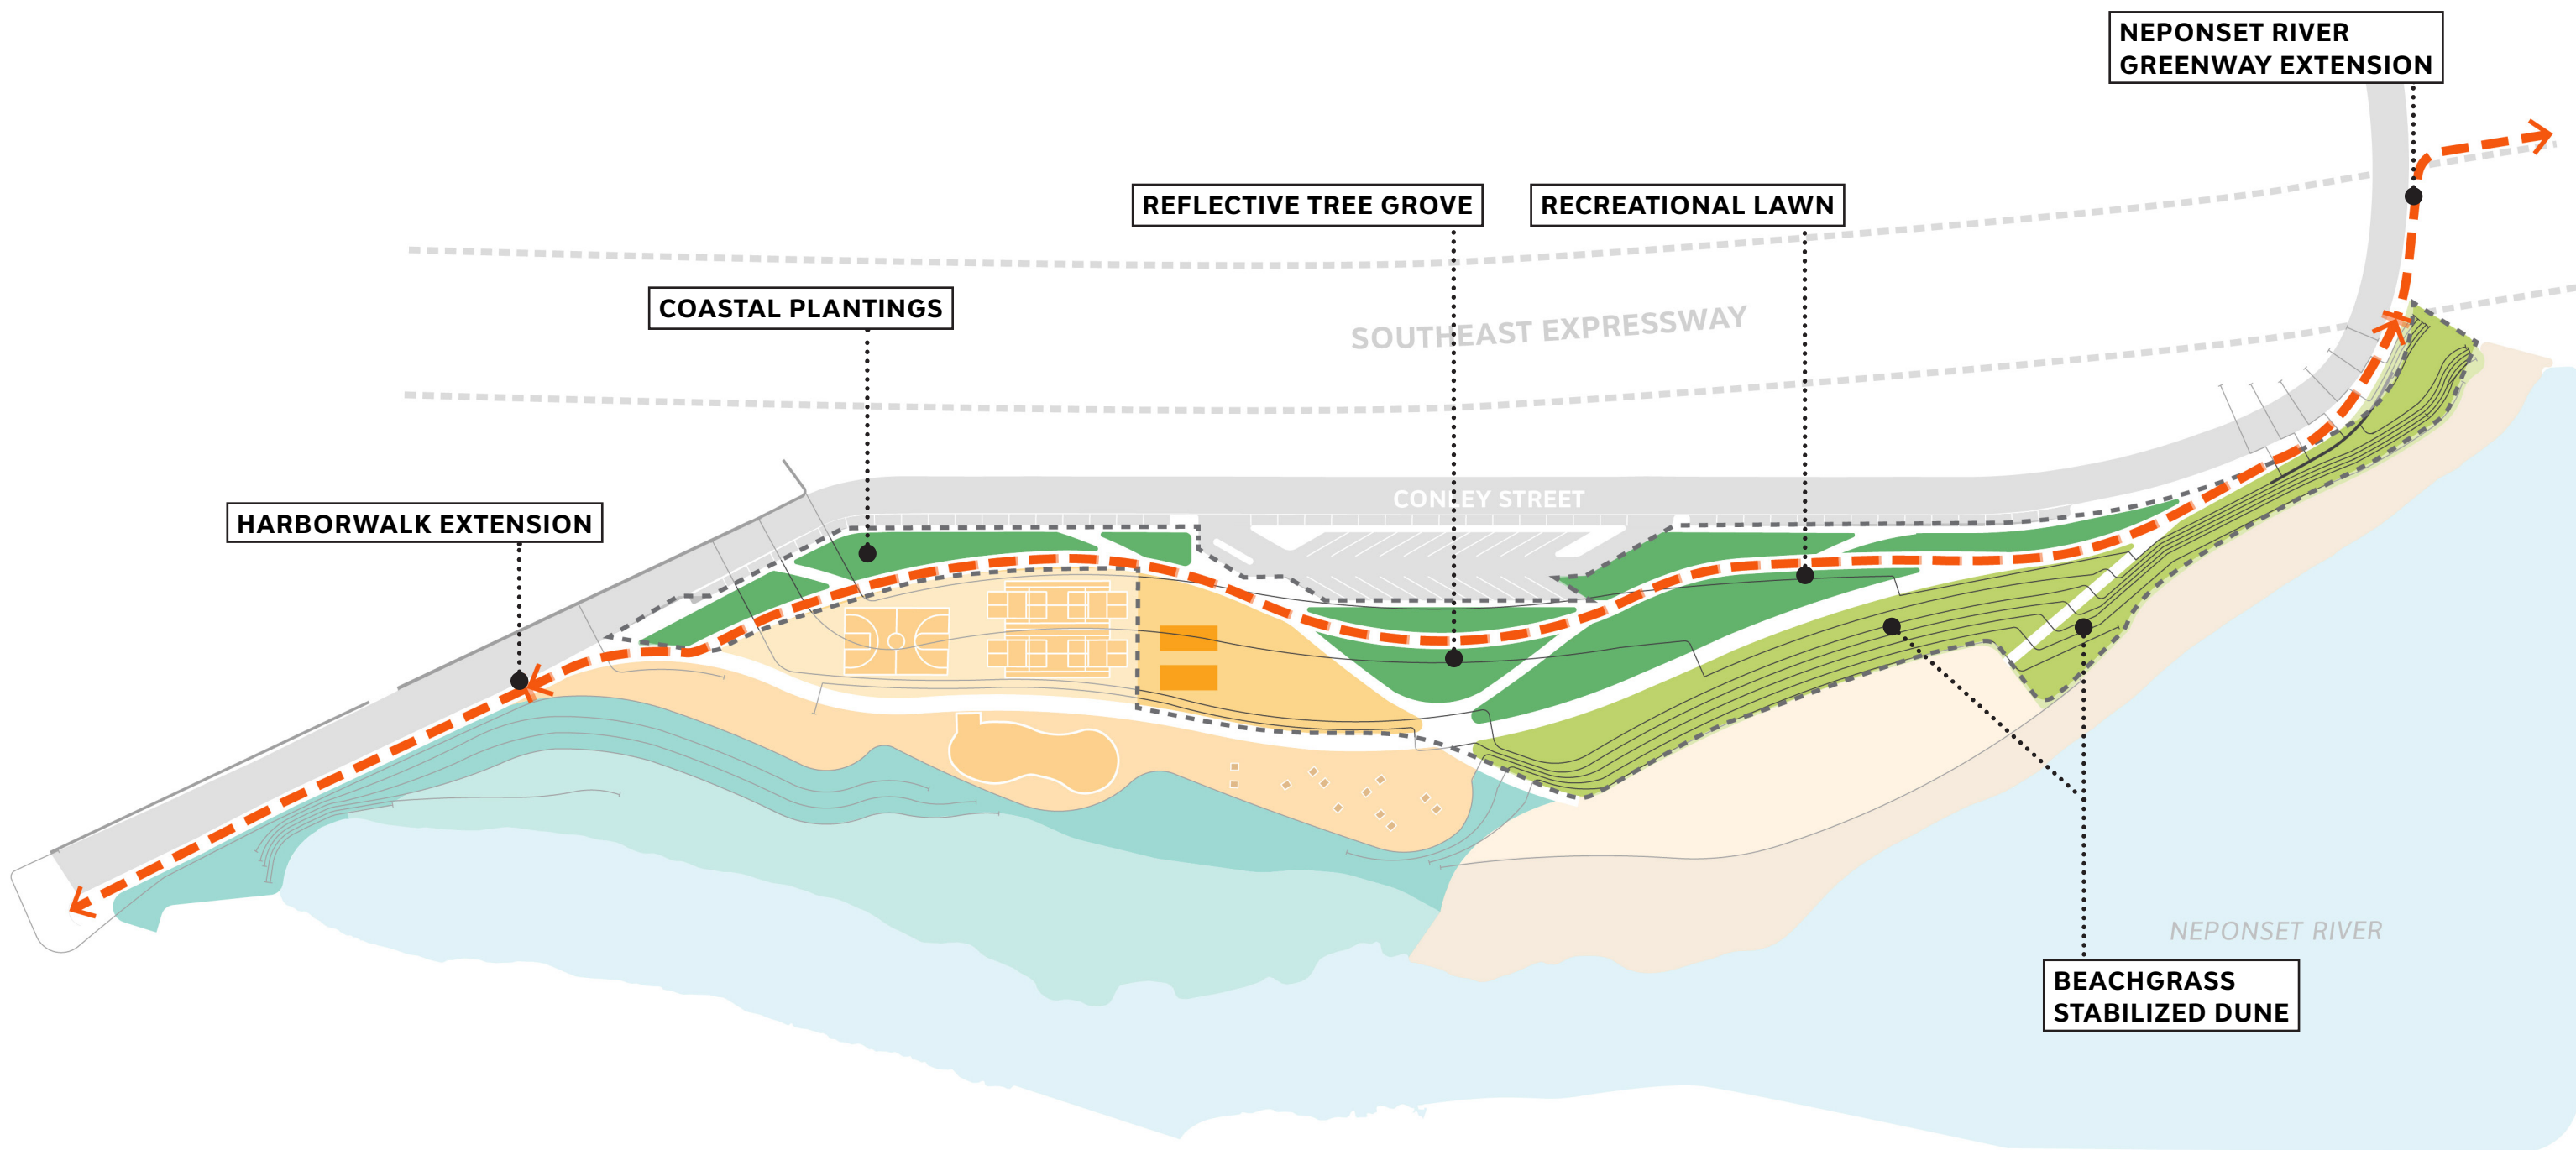 NEPONSET RIVER
GREENWAY EXTENSION
REFLECTIVE TREE GROVE
RECREATIONAL LAWN
COASTAL PLANTINGS
SOUTHEAST EXPRESSWAY
CONLEY STREET
HARBORWALK EXTENSION
NEPONSET RIVER
BEACHGRASS
STABILIZED DUNE